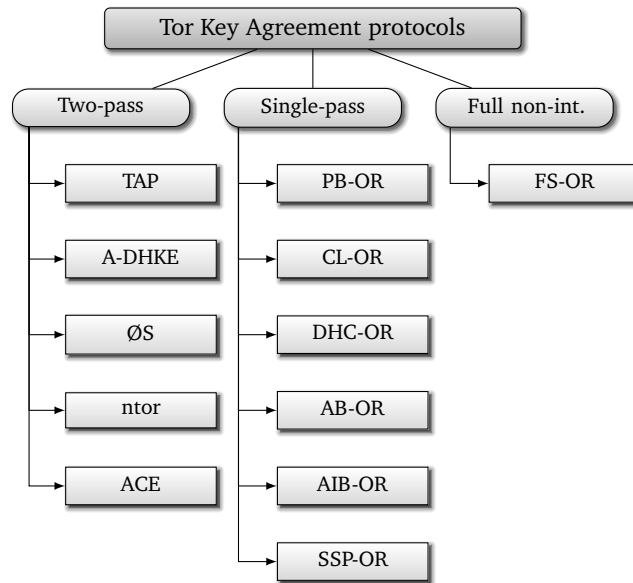 Tor Key Agreement protocols
Two-pass
Single-pass
Full non-int.
TAP
PB-OR
FS-OR
A-DHKE
CL-OR
ØS
DHC-OR
ntor
AB-OR
ACE
AIB-OR
SSP-OR